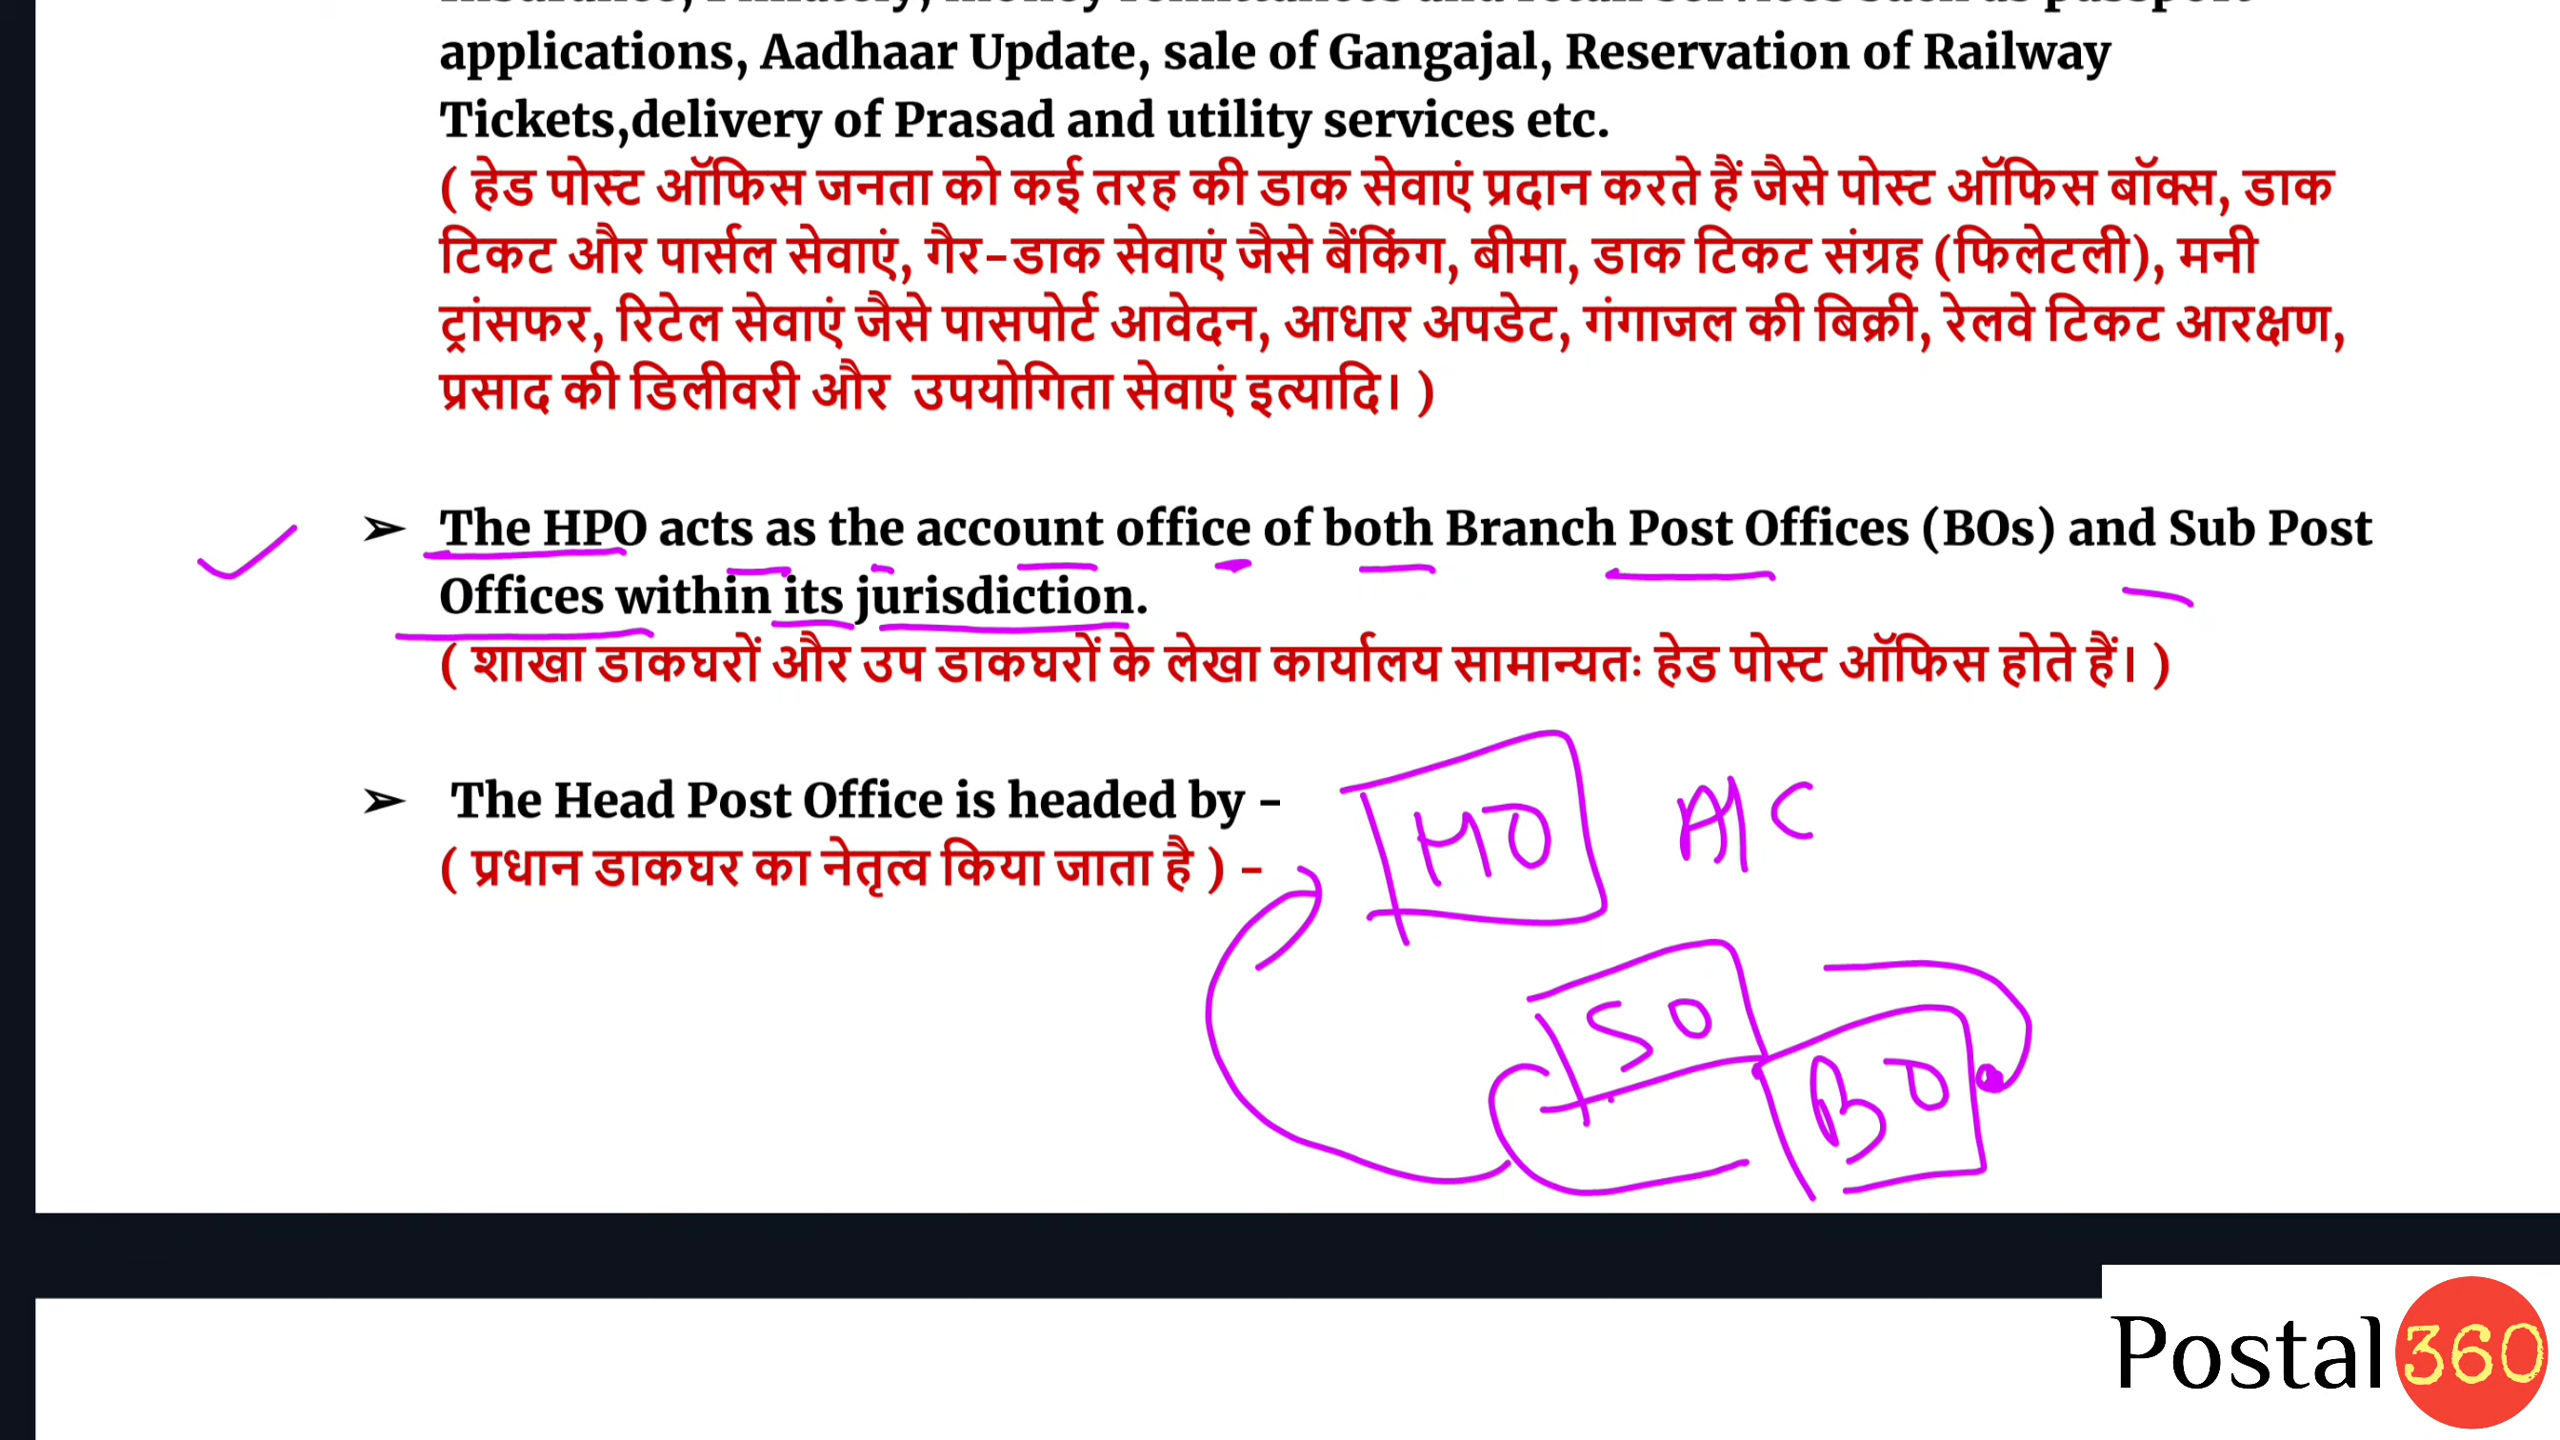 applications, Aadhaar Update, sale of Gangajal, Reservation of Railway
Tickets,delivery of Prasad and utility services etc.
( हेड पोस्ट ऑफिस जनता को कई तरह की डाक सेवाएं प्रदान करते हैं जैसे पोस्ट ऑफिस बॉक्स, डाक
टिकट और पार्सल सेवाएं, गैर-डाक सेवाएं जैसे बैंकिंग, बीमा, डाक टिकट संग्रह (फिलेटली), मनी
ट्रांसफर, रिटेल सेवाएं जैसे पासपोर्ट आवेदन, आधार अपडेट, गंगाजल की बिक्री, रेलवे टिकट आरक्षण,
प्रसाद की डिलीवरी और उपयोगिता सेवाएं इत्यादि। )
➢ The HPO acts as the account office of both Branch Post Offices (BOs) and Sub Post
Offices within its jurisdiction.
( शाखा डाकघरों और उप डाकघरों के लेखा कार्यालय सामान्यतः हेड पोस्ट ऑफिस होते हैं। )
➢ The Head Post Office is headed by -
( प्रधान डाकघर का नेतृत्व किया जाता है ) -
HO A/C
SO
BO
Postal 360